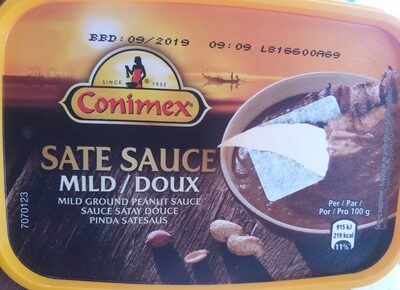 BBD: 09/2019 09:09 L81660OA69
SINCE 1932
Conimex
SATE SAUCE
MILD / DOUX
MILD GROUND PEANUT SAUCE
SAUCE SATAY DOUCE
PINDA SATESAUS
7070123
Per / Par /
Por / Pro 100 g:
915 kJ
219 kcal
11%